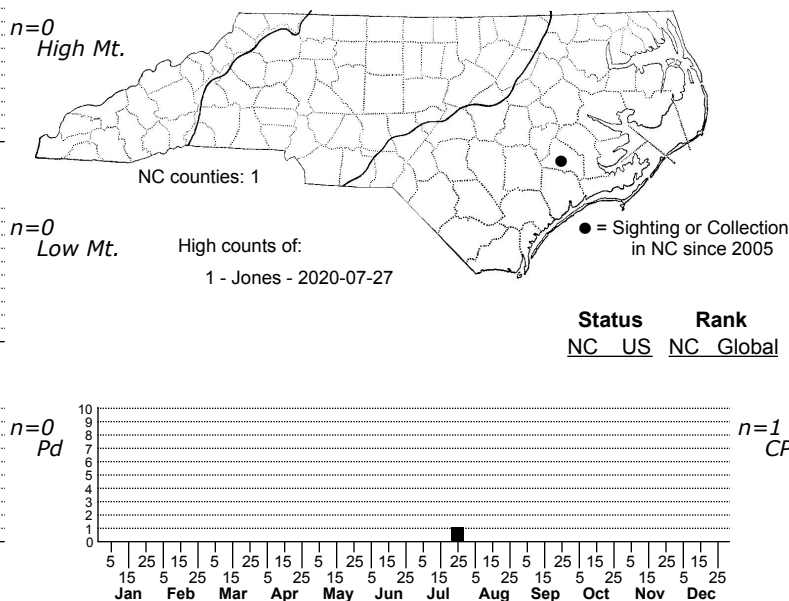 n=0
High Mt.
NC counties: 1
n=0
Low Mt.
High counts of:
1 - Jones - 2020-07-27
● = Sighting or Collection
in NC since 2005
Status Rank
NC US NC Global
n=0
Pd
n=1
CP
10
9
8
7
6
5
4
3
2
1
0
5 25 15 5 25 15 5 25 15 5 25 15 5 25 15 5 25 15
15 5 25 15 5 25 15 5 25 15 5 25 15 5 25 15 5 25
Jan Feb Mar Apr May Jun Jul Aug Sep Oct Nov Dec